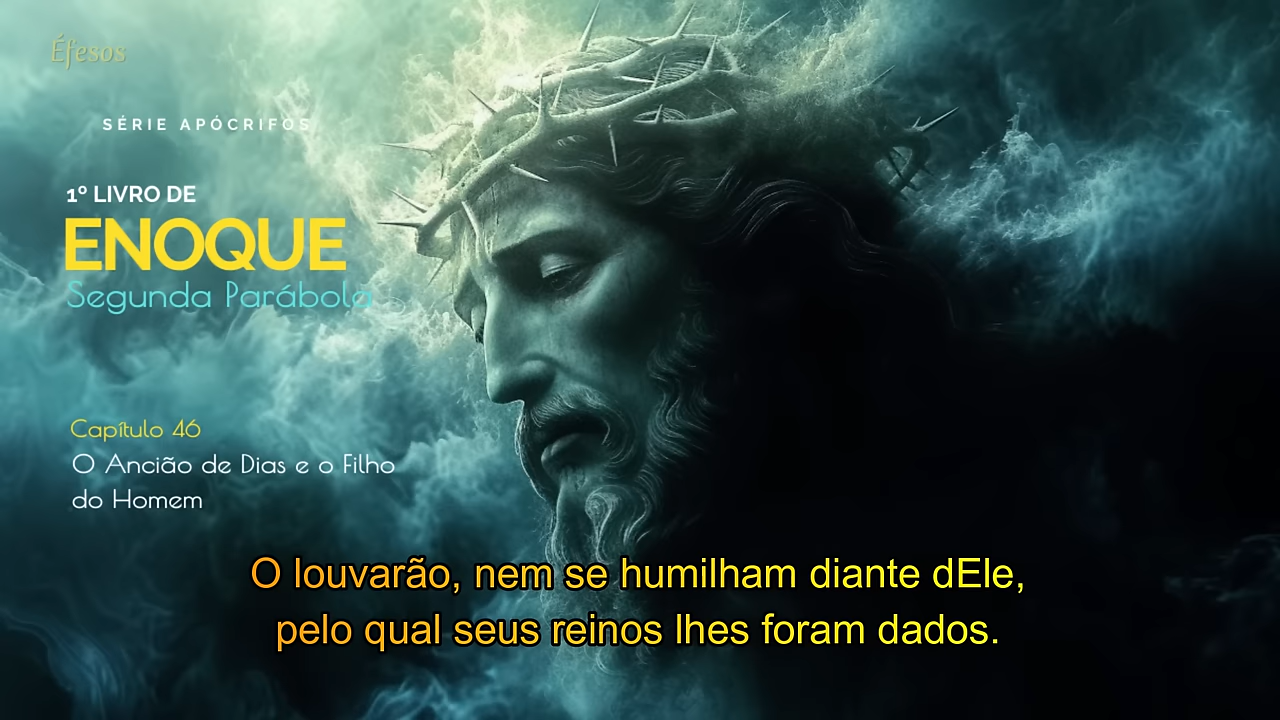 Éfesos
SÉRIE APÓCRIFOS
1º LIVRO DE
ENOQUE
Segunda Parábola
Capítulo 46
O Ancião de Dias e o Filho
do Homem
O louvarão, nem se humilham diante dEle,
pelo qual seus reinos lhes foram dados.